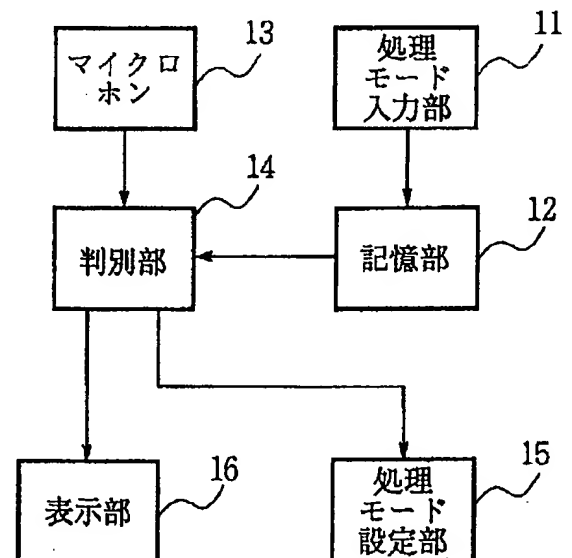 13
マイクロ
ホン
11
処理
モード
入力部
14
判別部
12
記憶部
16
表示部
15
処理
モード
設定部